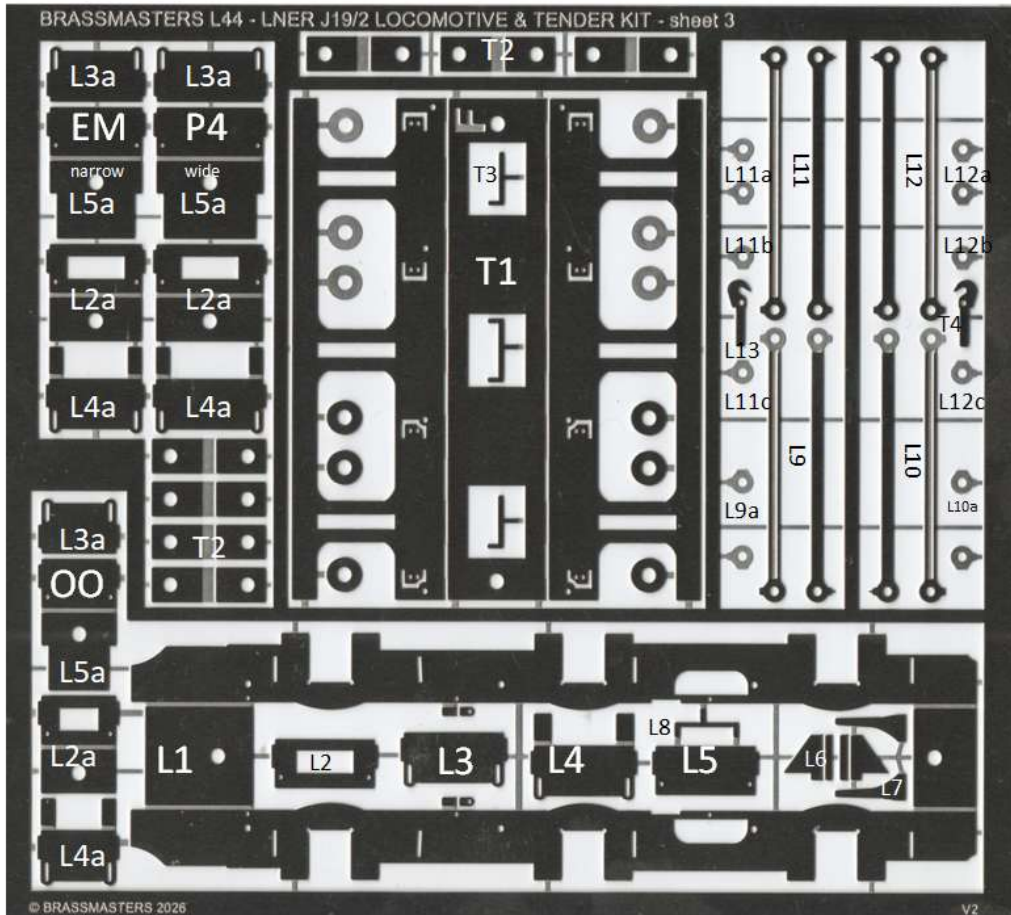 BRASSMASTERS L44 - LNER J19/2 LOCOMOTIVE & TENDER KIT - sheet 3
T2
L3a
L3a
EM
P4
narrow
wide
L5a
L5a
L2a
L2a
L4a
L4a
T2
F
T3
T1
L11
L12
L11a
L12a
L11b
L12b
L13
T4
L11c
L12c
L9
L10
L9a
L10a
L3a
OO
L5a
L2a
L4a
L1
L2
L3
L4
L8
L5
L6
L7
© BRASSMASTERS 2026
V2